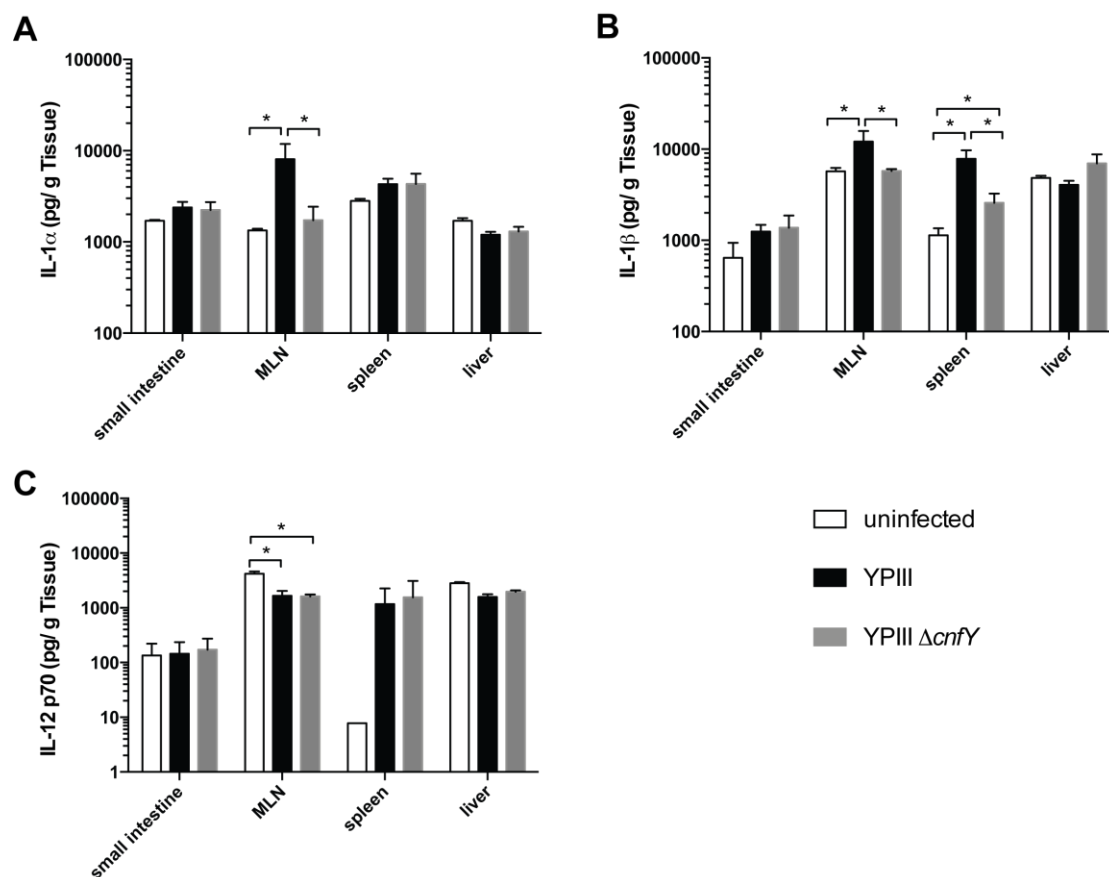 A
IL-1α (pg/ g Tissue)
100000
10000
1000
100
* *
small intestine
MLN
spleen
liver
B
IL-1β (pg/ g Tissue)
100000
10000
1000
100
* *
*
* *
small intestine
MLN
spleen
liver
C
IL-12 p70 (pg/ g Tissue)
100000
10000
1000
100
10
1
*
*
small intestine
MLN
spleen
liver
uninfected
YPIII
YPIII ΔcnfY